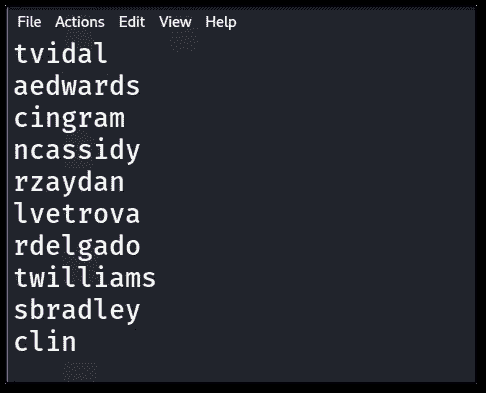 File Actions Edit View Help
tvidal
aedwards
cingram
ncassidy
rzaydan
lvetrova
rdelgado
twilliams
sbradley
clin